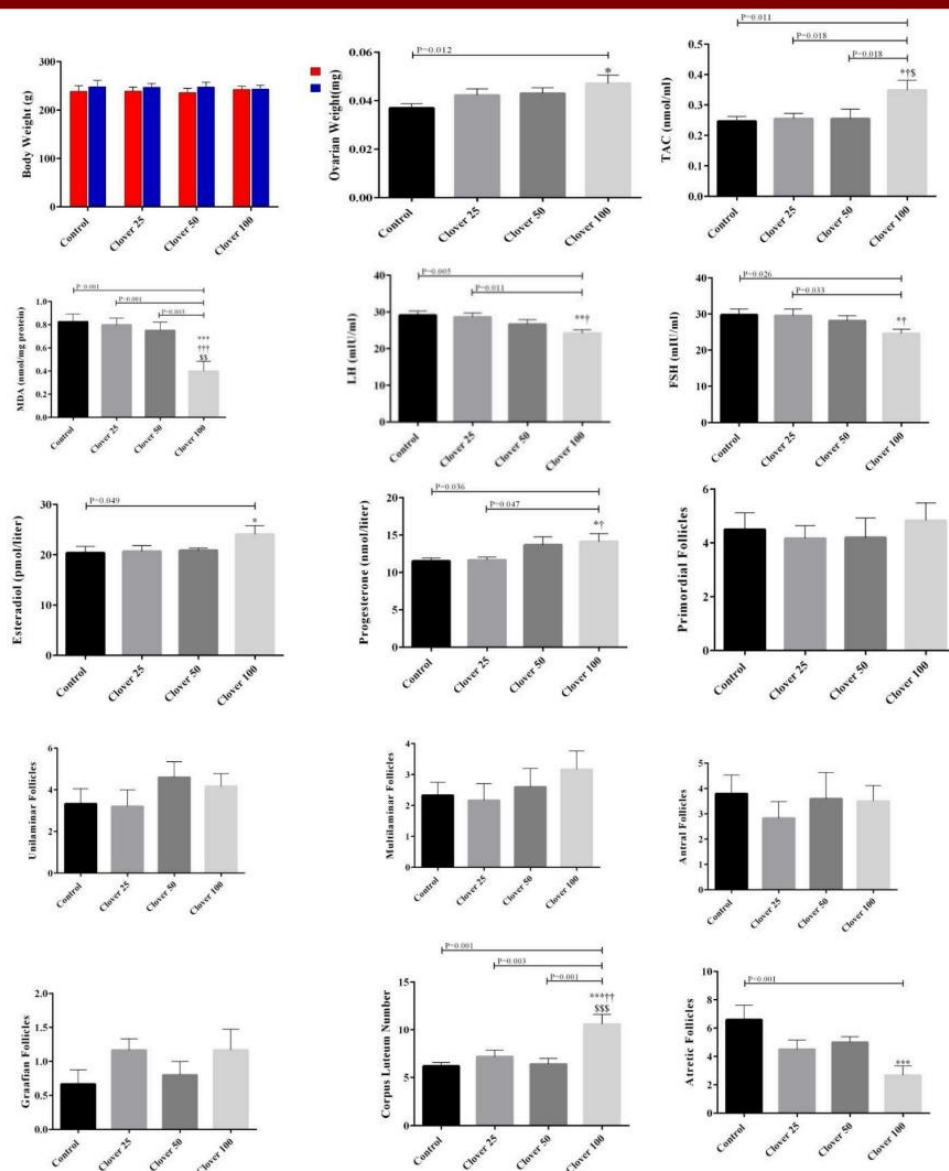 300
200
100
0
Body Weight (g)
Control
Clover 25
Clover 50
Clover 100
P=0.012
0.06
0.04
0.02
0.00
Ovarian Weight(mg)
*
Control
Clover 25
Clover 50
Clover 100
P=0.011
P=0.018
P=0.018
0.5
0.4
0.3
0.2
0.1
0.0
TAC (nmol/ml)
*†$
Control
Clover 25
Clover 50
Clover 100
P=0.001
P=0.001
P=0.003
1.0
0.8
0.6
0.4
0.2
0.0
MDA (nmol/mg protein)
***
†††
$$
Control
Clover 25
Clover 50
Clover 100
P=0.005
P=0.011
40
30
20
10
0
LH (mIU/ml)
**†
Control
Clover 25
Clover 50
Clover 100
P=0.026
P=0.033
40
30
20
10
0
FSH (mIU/ml)
*†
Control
Clover 25
Clover 50
Clover 100
P=0.049
30
20
10
0
Esteradiol (pmol/liter)
*
Control
Clover 25
Clover 50
Clover 100
P=0.036
P=0.047
20
15
10
5
0
Progesterone (nmol/liter)
*†
Control
Clover 25
Clover 50
Clover 100
6
4
2
0
Primordial Follicles
Control
Clover 25
Clover 50
Clover 100
6
4
2
0
Unilaminar Follicles
Control
Clover 25
Clover 50
Clover 100
4
3
2
1
0
Multilaminar Follicles
Control
Clover 25
Clover 50
Clover 100
5
4
3
2
1
0
Antral Follicles
Control
Clover 25
Clover 50
Clover 100
2.0
1.5
1.0
0.5
0.0
Graafian Follicles
Control
Clover 25
Clover 50
Clover 100
P=0.001
P=0.003
P=0.001
15
10
5
0
Corpus Luteum Number
***††
$$$
Control
Clover 25
Clover 50
Clover 100
P<0.001
10
8
6
4
2
0
Atretic Follicles
***
Control
Clover 25
Clover 50
Clover 100